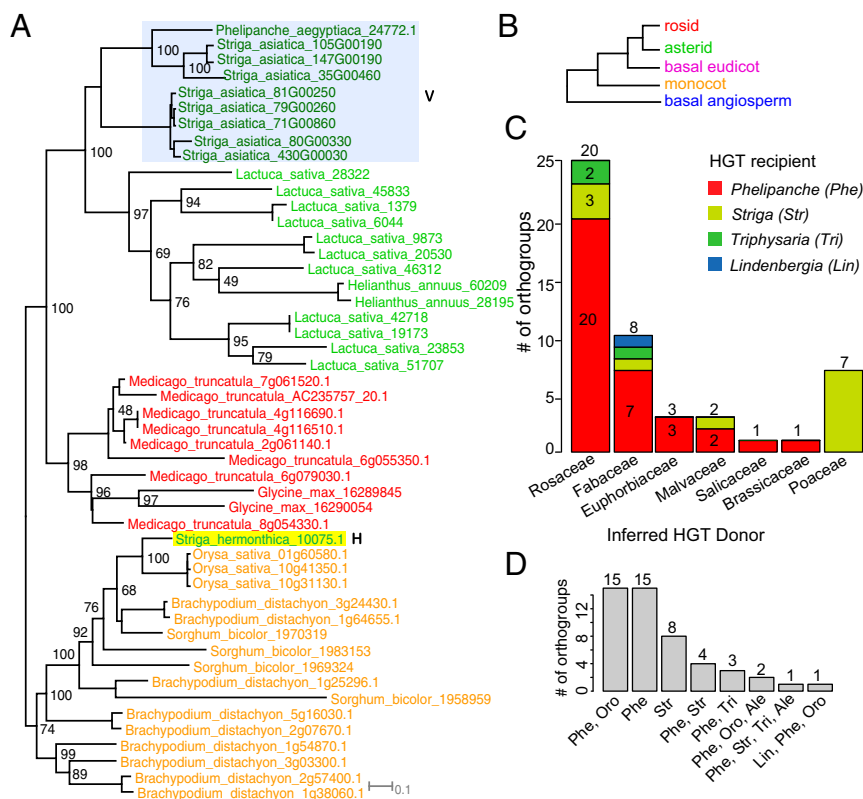 A
Phelipanche_aegyptiaca_24772.1
Striga_asiatica_105G00190
100
Striga_asiatica_147G00190
100
Striga_asiatica_35G00460
Striga_asiatica_81G00250
Striga_asiatica_79G00260
V
Striga_asiatica_71G00860
Striga_asiatica_80G00330
100
Striga_asiatica_430G00030
Lactuca_sativa_28322
Lactuca_sativa_45833
94
97
Lactuca_sativa_1379
Lactuca_sativa_6044
Lactuca_sativa_9873
69
Lactuca_sativa_20530
82
Lactuca_sativa_46312
49
Helianthus_annuus_60209
76
Helianthus_annuus_28195
100
Lactuca_sativa_42718
Lactuca_sativa_19173
95
Lactuca_sativa_23853
79
Lactuca_sativa_51707
Medicago_truncatula_7g061520.1
Medicago_truncatula_AC235757_20.1
48
Medicago_truncatula_4g116690.1
Medicago_truncatula_4g116510.1
Medicago_truncatula_2g061140.1
Medicago_truncatula_6g055350.1
98
Medicago_truncatula_6g079030.1
96
Glycine_max_16289845
97
Glycine_max_16290054
Medicago_truncatula_8g054330.1
Striga_hermonthica_10075.1 H
100
Orysa_sativa_01g60580.1
Orysa_sativa_10g41350.1
Orysa_sativa_10g31130.1
68
Brachypodium_distachyon_3g24430.1
76
Brachypodium_distachyon_1g64655.1
Sorghum_bicolor_1970319
92
Sorghum_bicolor_1983153
100
Sorghum_bicolor_1969324
Brachypodium_distachyon_1g25296.1
100
Sorghum_bicolor_1958959
Brachypodium_distachyon_5g16030.1
74
Brachypodium_distachyon_2g07670.1
Brachypodium_distachyon_1g54870.1
99
Brachypodium_distachyon_3g03300.1
89
Brachypodium_distachyon_2g57400.1
Brachypodium_distachyon_1g38060.1
0.1
B
rosid
asterid
basal eudicot
monocot
basal angiosperm
C
# of orthogroups
25
20
15
10
5
0
20
2
3
20
8
7
3
3
2
2
1
1
7
HGT recipient
Phelipanche (Phe)
Striga (Str)
Triphysaria (Tri)
Lindenbergia (Lin)
Rosaceae
Fabaceae
Euphorbiaceae
Malvaceae
Salicaceae
Brassicaceae
Poaceae
Inferred HGT Donor
D
# of orthogroups
12
8
4
0
15
15
8
4
3
2
1
1
Phe, Oro
Phe
Str
Phe, Str
Phe, Tri
Phe, Oro, Ale
Phe, Str, Tri, Ale
Lin, Phe, Oro